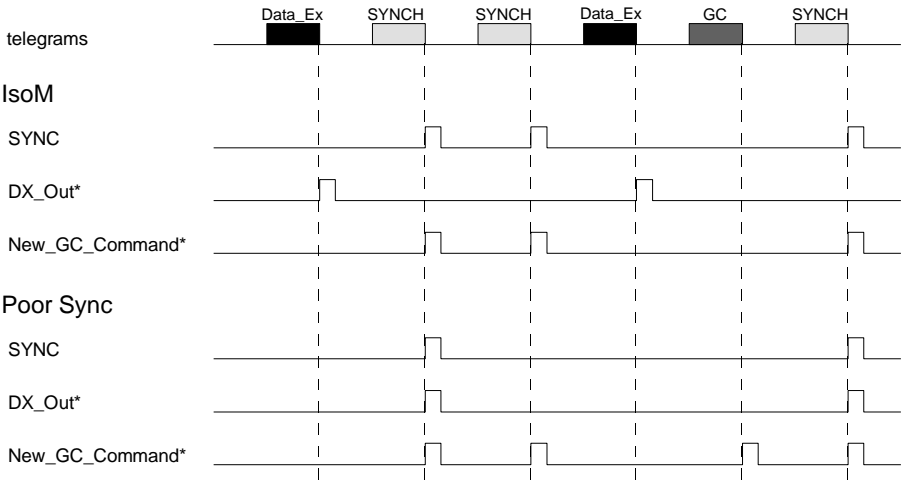 Data_Ex SYNCH SYNCH Data_Ex GC SYNCH
telegrams
IsoM
SYNC
DX_Out*
New_GC_Command*
Poor Sync
SYNC
DX_Out*
New_GC_Command*